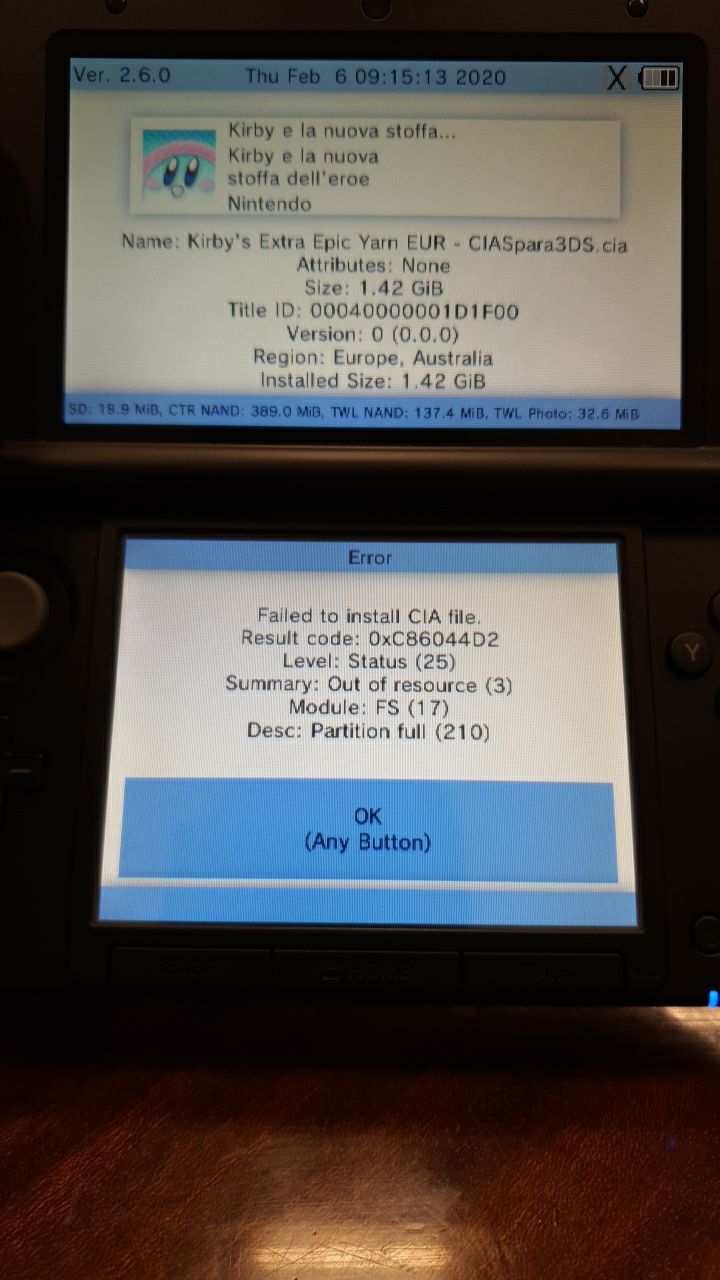 Ver. 2.6.0 Thu Feb 6 09:15:13 2020 X
Kirby e la nuova stoffa...
Kirby e la nuova
stoffa dell'eroe
Nintendo
Name: Kirby's Extra Epic Yarn EUR - CIASpara3DS.cia
Attributes: None
Size: 1.42 GiB
Title ID: 00040000001D1F00
Version: 0 (0.0.0)
Region: Europe, Australia
Installed Size: 1.42 GiB
SD: 19.9 MiB, CTR NAND: 389.0 MiB, TWL NAND: 137.4 MiB, TWL Photo: 32.6 MiB
Error
Failed to install CIA file.
Result code: 0xC86044D2
Level: Status (25)
Summary: Out of resource (3)
Module: FS (17)
Desc: Partition full (210)
OK
(Any Button)
Y
SELECT HOME START